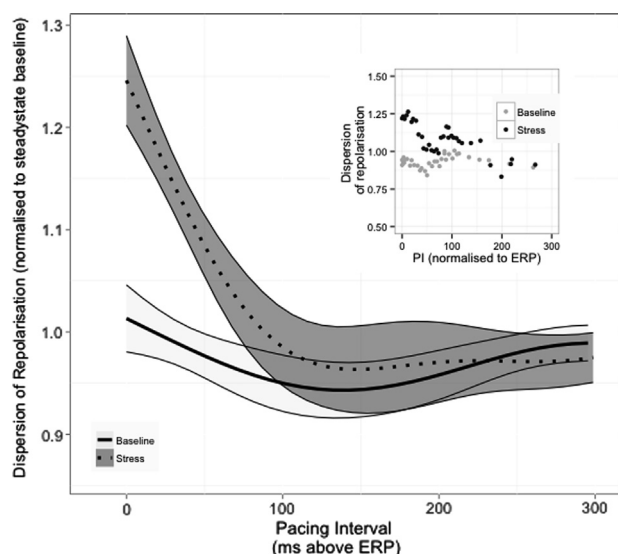 Dispersion of Repolarisation (normalised to steadystate baseline)
1.3
1.2
1.1
1.0
0.9
0
100
200
300
Pacing Interval
(ms above ERP)
Baseline
Stress
Dispersion
of repolarisation
1.50
1.25
1.00
0.75
0.50
0
100
200
300
PI (normalised to ERP)
Baseline
Stress